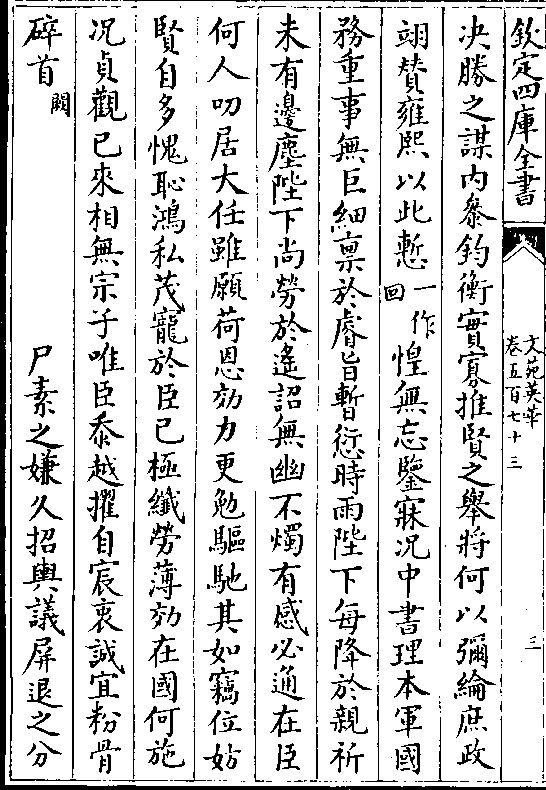 欽定四庫全書
文苑英華
卷五百七十三
三
決勝之謀内叅鈞衡實寡推賢之舉將何以彌綸庶政
翊賛雍熙以此慙一作囬惶無忘鑒寐况中書理本軍國
務重事無巨細禀於睿旨暫愆時雨陛下每降於親祈
未有邊塵陛下尚勞於遙詔無幽不燭有感必通在臣
何人叨居大任雖願荷恩効力更勉驅馳其如竊位妨
賢自多愧恥鴻私茂寵於臣已極纎勞薄効在國何施
况貞觀已來相無宗子唯臣忝越擢自宸衷誠宜粉骨
碎首闕　尸素之嫌久招輿議屏退之分